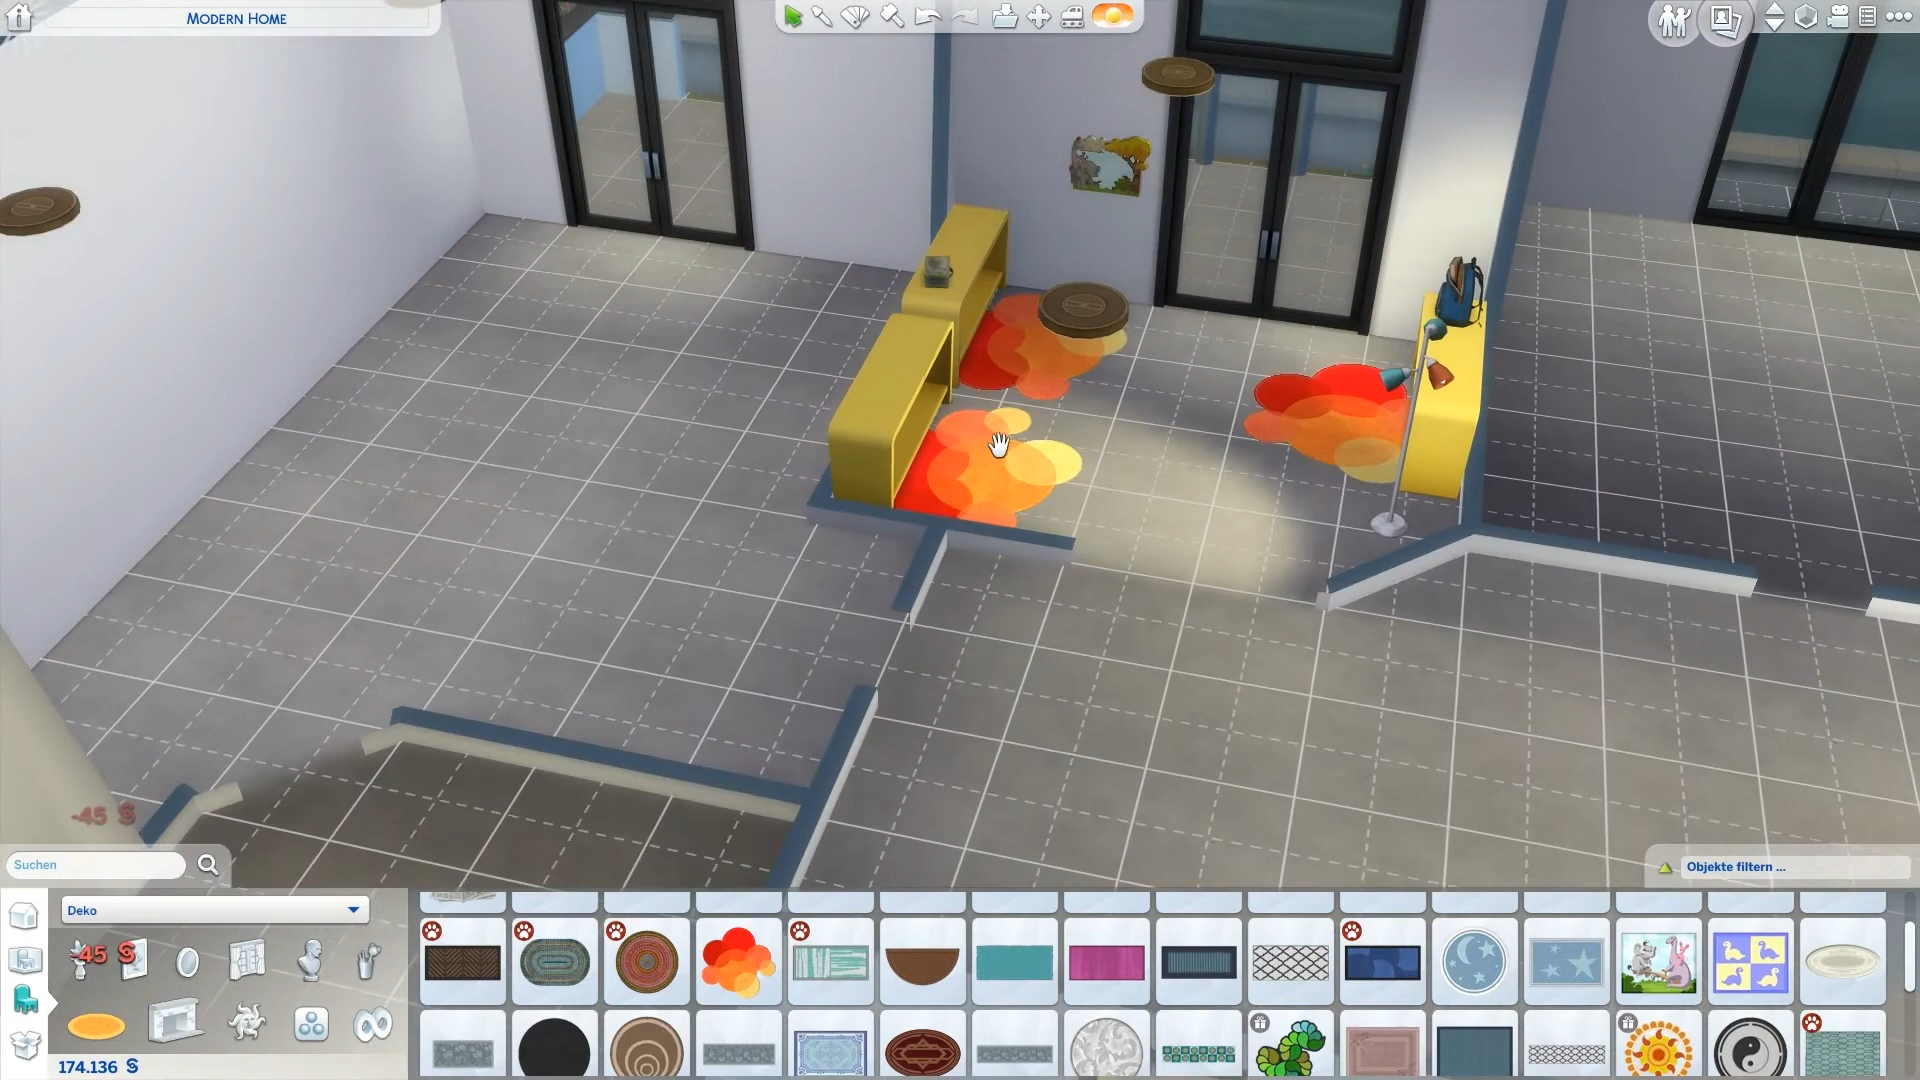 Modern Home
-45 S
Suchen
Objekte filtern ...
Deko
-45 S
174.136 S